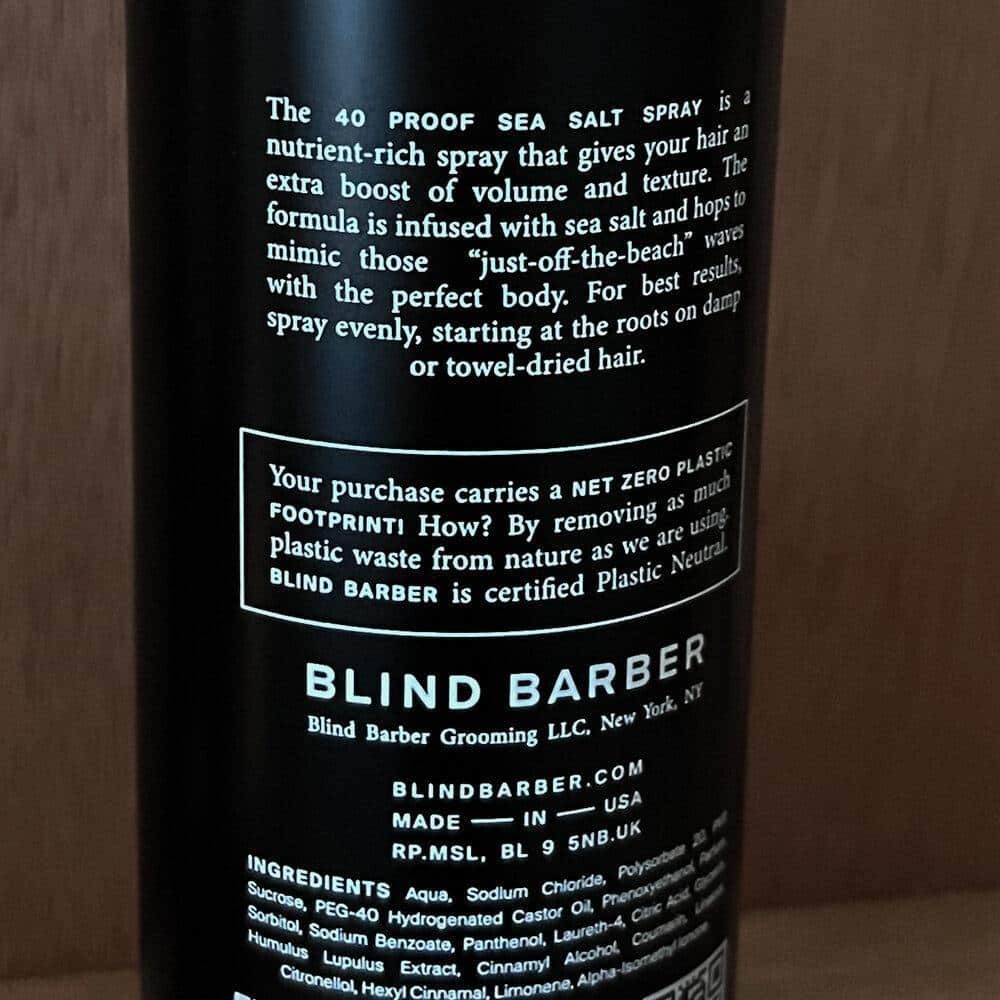 The 40 PROOF SEA SALT SPRAY is a
nutrient-rich spray that gives your hair an
extra boost of volume and texture. The
formula is infused with sea salt and hops to
mimic those "just-off-the-beach" waves
with the perfect body. For best results,
spray evenly, starting at the roots on damp
or towel-dried hair.
Your purchase carries a NET ZERO PLASTIC
FOOTPRINT! How? By removing as much
plastic waste from nature as we are using.
BLIND BARBER is certified Plastic Neutral.
BLIND BARBER
Blind Barber Grooming LLC, New York, NY
BLINDBARBER.COM
MADE — IN — USA
RP.MSL, BL 9 5NB.UK
INGREDIENTS Aqua, Sodium Chloride, Polysorbate 20,
Sucrose, PEG-40 Hydrogenated Castor Oil, Phenoxyethanol, Parfum,
Sorbitol, Sodium Benzoate, Panthenol, Laureth-4, Citric Acid,
Humulus Lupulus Extract, Cinnamyl Alcohol, Coumarin,
Citronellol, Hexyl Cinnamal, Limonene, Alpha-Isomethyl Ionone